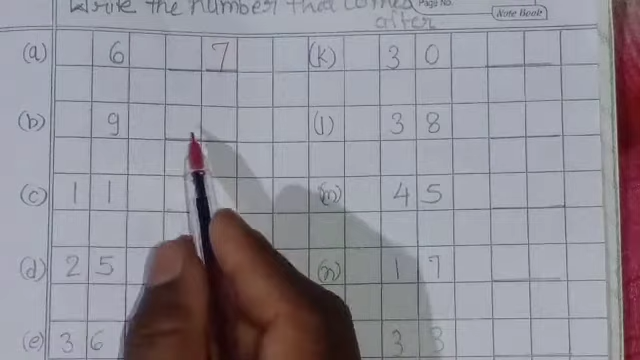 Write the number that comes Page No.
after Note Book
(a) 6 7 (k) 3 0
(b) 9 (l) 3 8
(c) 1 1 (m) 4 5
(d) 2 5 (n) 1 7
(e) 3 6 3 3